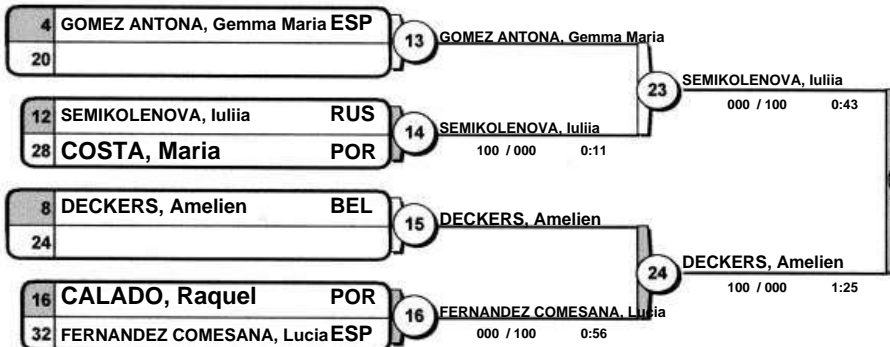 4 GOMEZ ANTONA, Gemma Maria ESP
20
13
GOMEZ ANTONA, Gemma Maria
12 SEMIKOLENOVA, Iuliia RUS
28 COSTA, Maria POR
14
SEMIKOLENOVA, Iuliia
100 / 000 0:11
23
SEMIKOLENOVA, Iuliia
000 / 100 0:43
8 DECKERS, Amelien BEL
24
15
DECKERS, Amelien
16 CALADO, Raquel POR
32 FERNANDEZ COMESANA, Lucia ESP
16
FERNANDEZ COMESANA, Lucia
000 / 100 0:56
24
DECKERS, Amelien
100 / 000 1:25